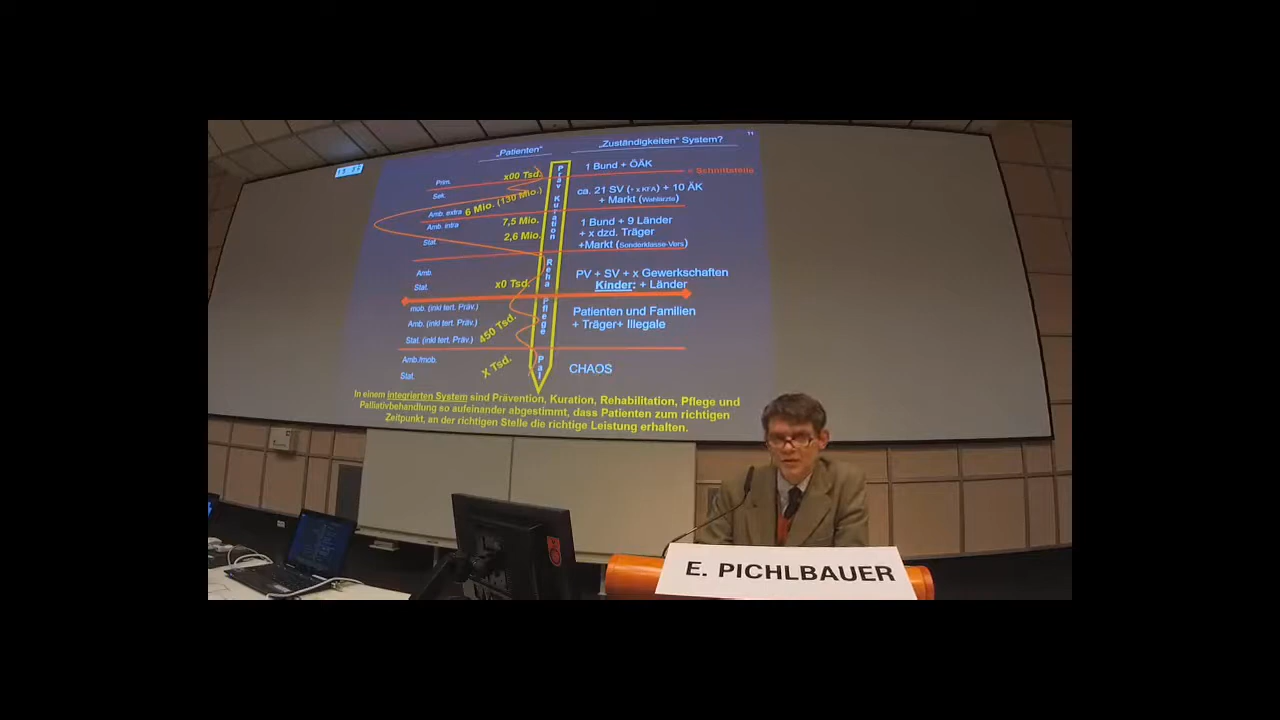 11
„Patienten“
„Zuständigkeiten“ System?
13:27
Prim.
x00 Tsd.
1 Bund + ÖÄK
= Schnittstelle
Sek.
6 Mio. (130 Mio.)
ca. 21 SV (+ x KFA) + 10 ÄK
+ Markt (Wahlärzte)
Amb. extra
Amb. intra
7,5 Mio.
1 Bund + 9 Länder
+ x dzd. Träger
Stat.
2,6 Mio.
+Markt (Sonderklasse-Vers)
Amb.
PV + SV + x Gewerkschaften
Stat.
x0 Tsd.
Kinder: + Länder
mob. (inkl tert. Präv.)
Patienten und Familien
Amb. (inkl tert. Präv.)
450 Tsd.
+ Träger+ Illegale
Stat. (inkl tert. Präv.)
Amb./mob.
X Tsd.
CHAOS
Stat.
Präv
Kuration
Reha
Pflege
Pal
In einem integrierten System sind Prävention, Kuration, Rehabilitation, Pflege und
Palliativbehandlung so aufeinander abgestimmt, dass Patienten zum richtigen
Zeitpunkt, an der richtigen Stelle die richtige Leistung erhalten.
E. PICHLBAUER